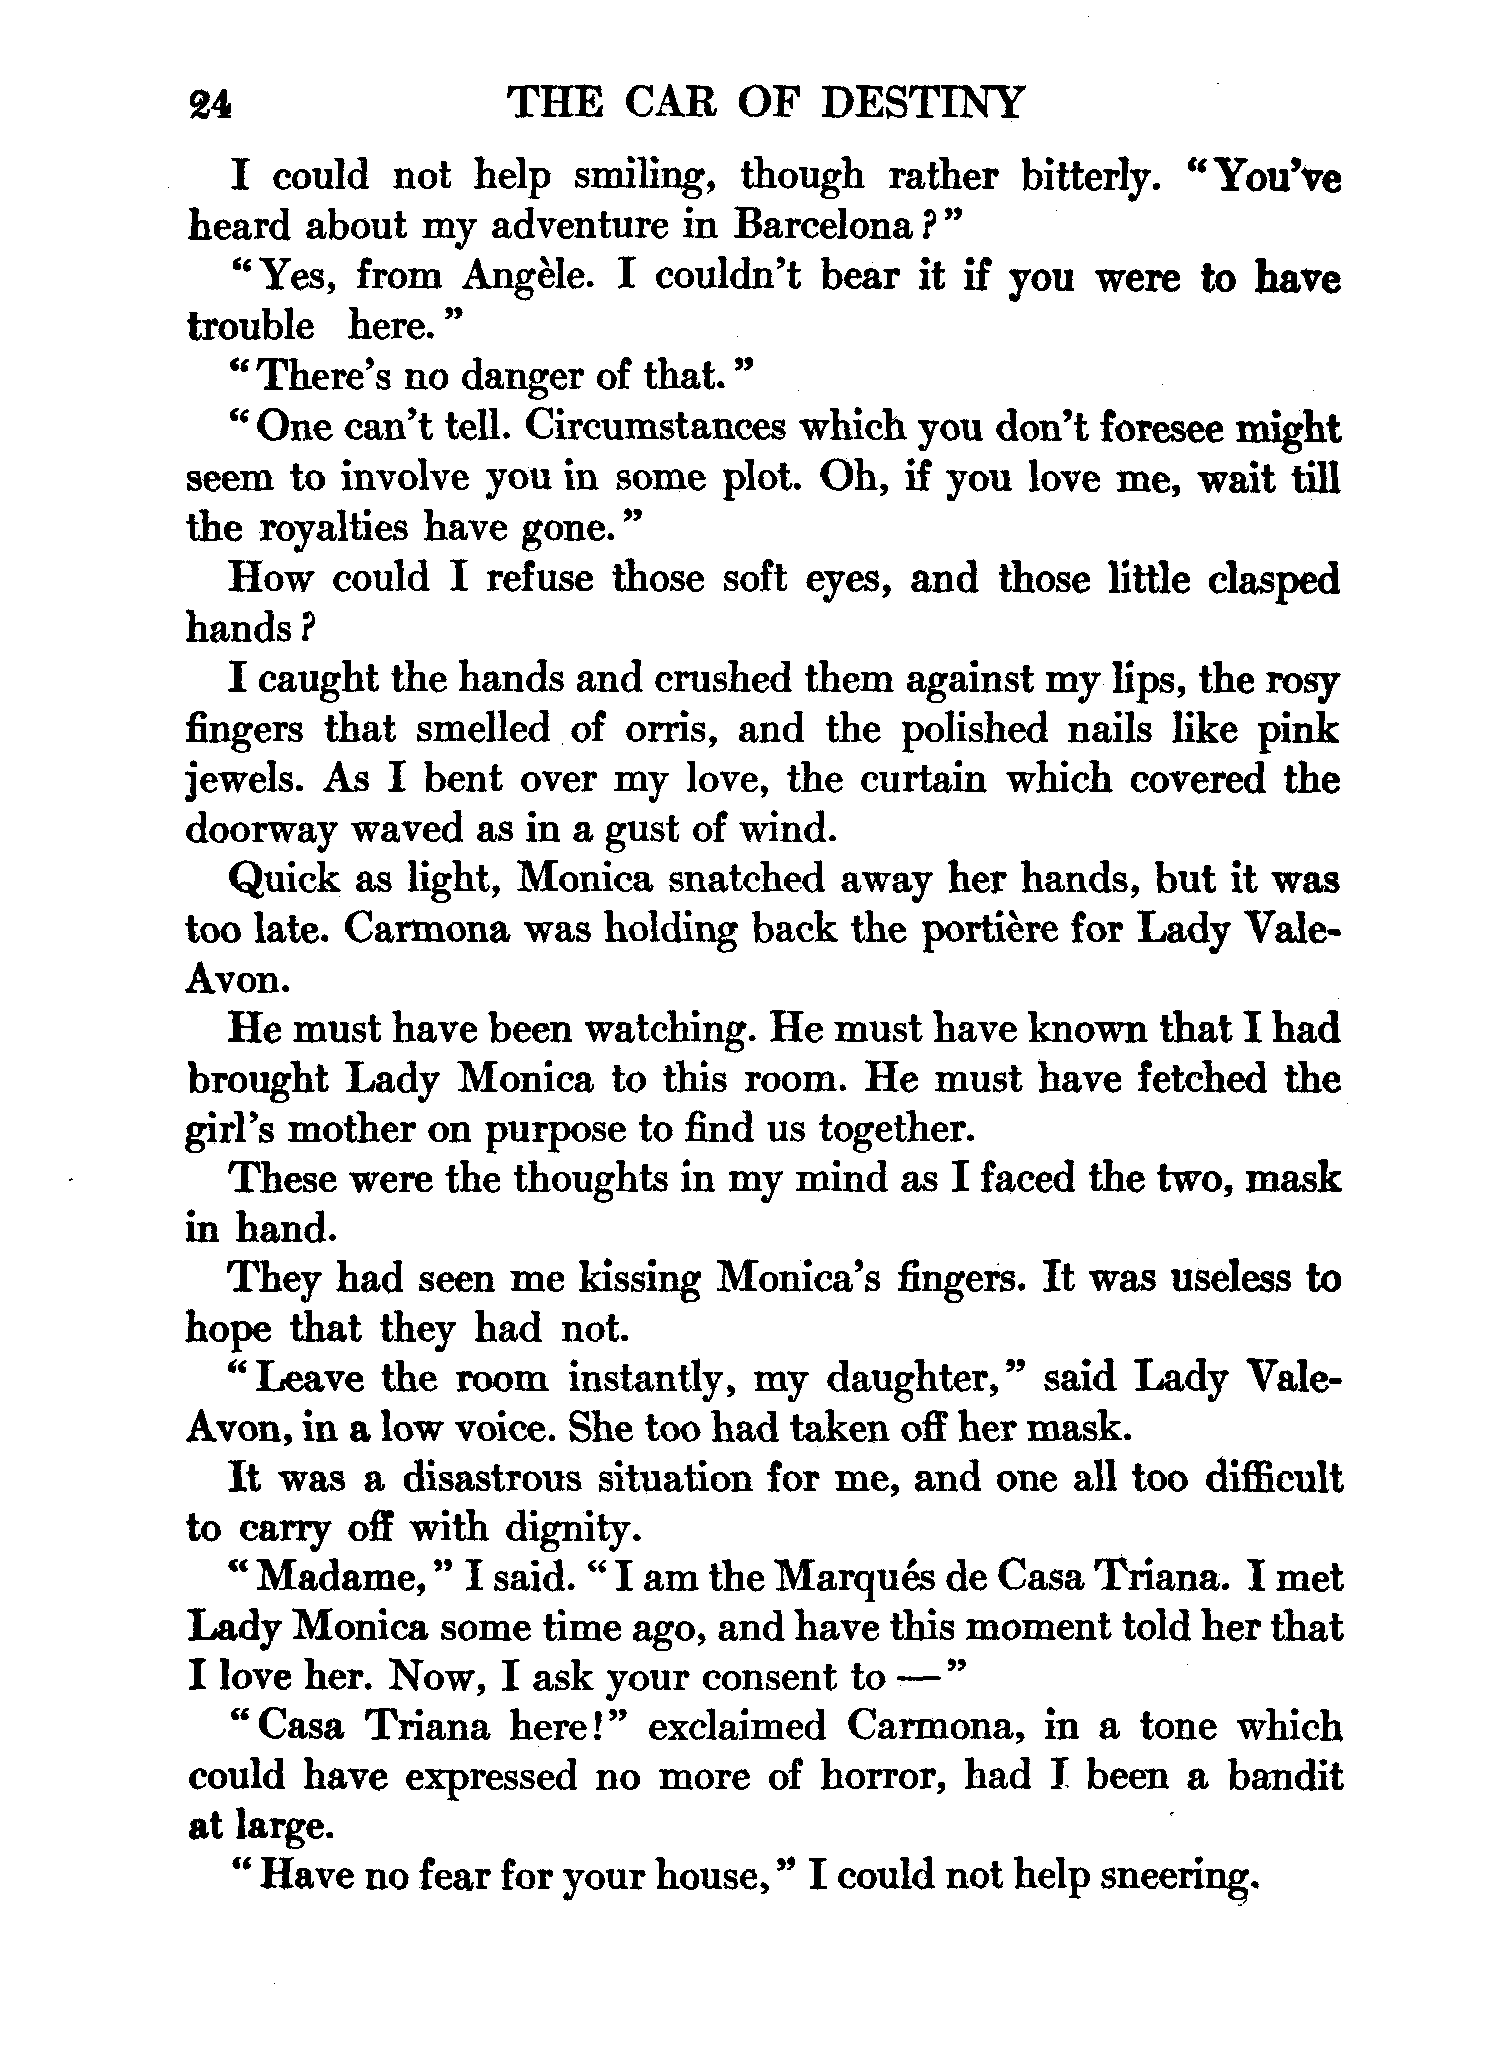 24 THE CAR OF DESTINY
I could not help smiling, though rather bitterly. “You’ve
heard about my adventure in Barcelona?”
“Yes, from Angèle. I couldn’t bear it if you were to have
trouble here.”
“There’s no danger of that.”
“One can’t tell. Circumstances which you don’t foresee might
seem to involve you in some plot. Oh, if you love me, wait till
the royalties have gone.”
How could I refuse those soft eyes, and those little clasped
hands?
I caught the hands and crushed them against my lips, the rosy
fingers that smelled of orris, and the polished nails like pink
jewels. As I bent over my love, the curtain which covered the
doorway waved as in a gust of wind.
Quick as light, Monica snatched away her hands, but it was
too late. Carmona was holding back the portière for Lady Vale-
Avon.
He must have been watching. He must have known that I had
brought Lady Monica to this room. He must have fetched the
girl’s mother on purpose to find us together.
These were the thoughts in my mind as I faced the two, mask
in hand.
They had seen me kissing Monica’s fingers. It was useless to
hope that they had not.
“Leave the room instantly, my daughter,” said Lady Vale-
Avon, in a low voice. She too had taken off her mask.
It was a disastrous situation for me, and one all too difficult
to carry off with dignity.
“Madame,” I said. “I am the Marqués de Casa Triana. I met
Lady Monica some time ago, and have this moment told her that
I love her. Now, I ask your consent to —”
“Casa Triana here!” exclaimed Carmona, in a tone which
could have expressed no more of horror, had I been a bandit
at large.
“Have no fear for your house,” I could not help sneering.